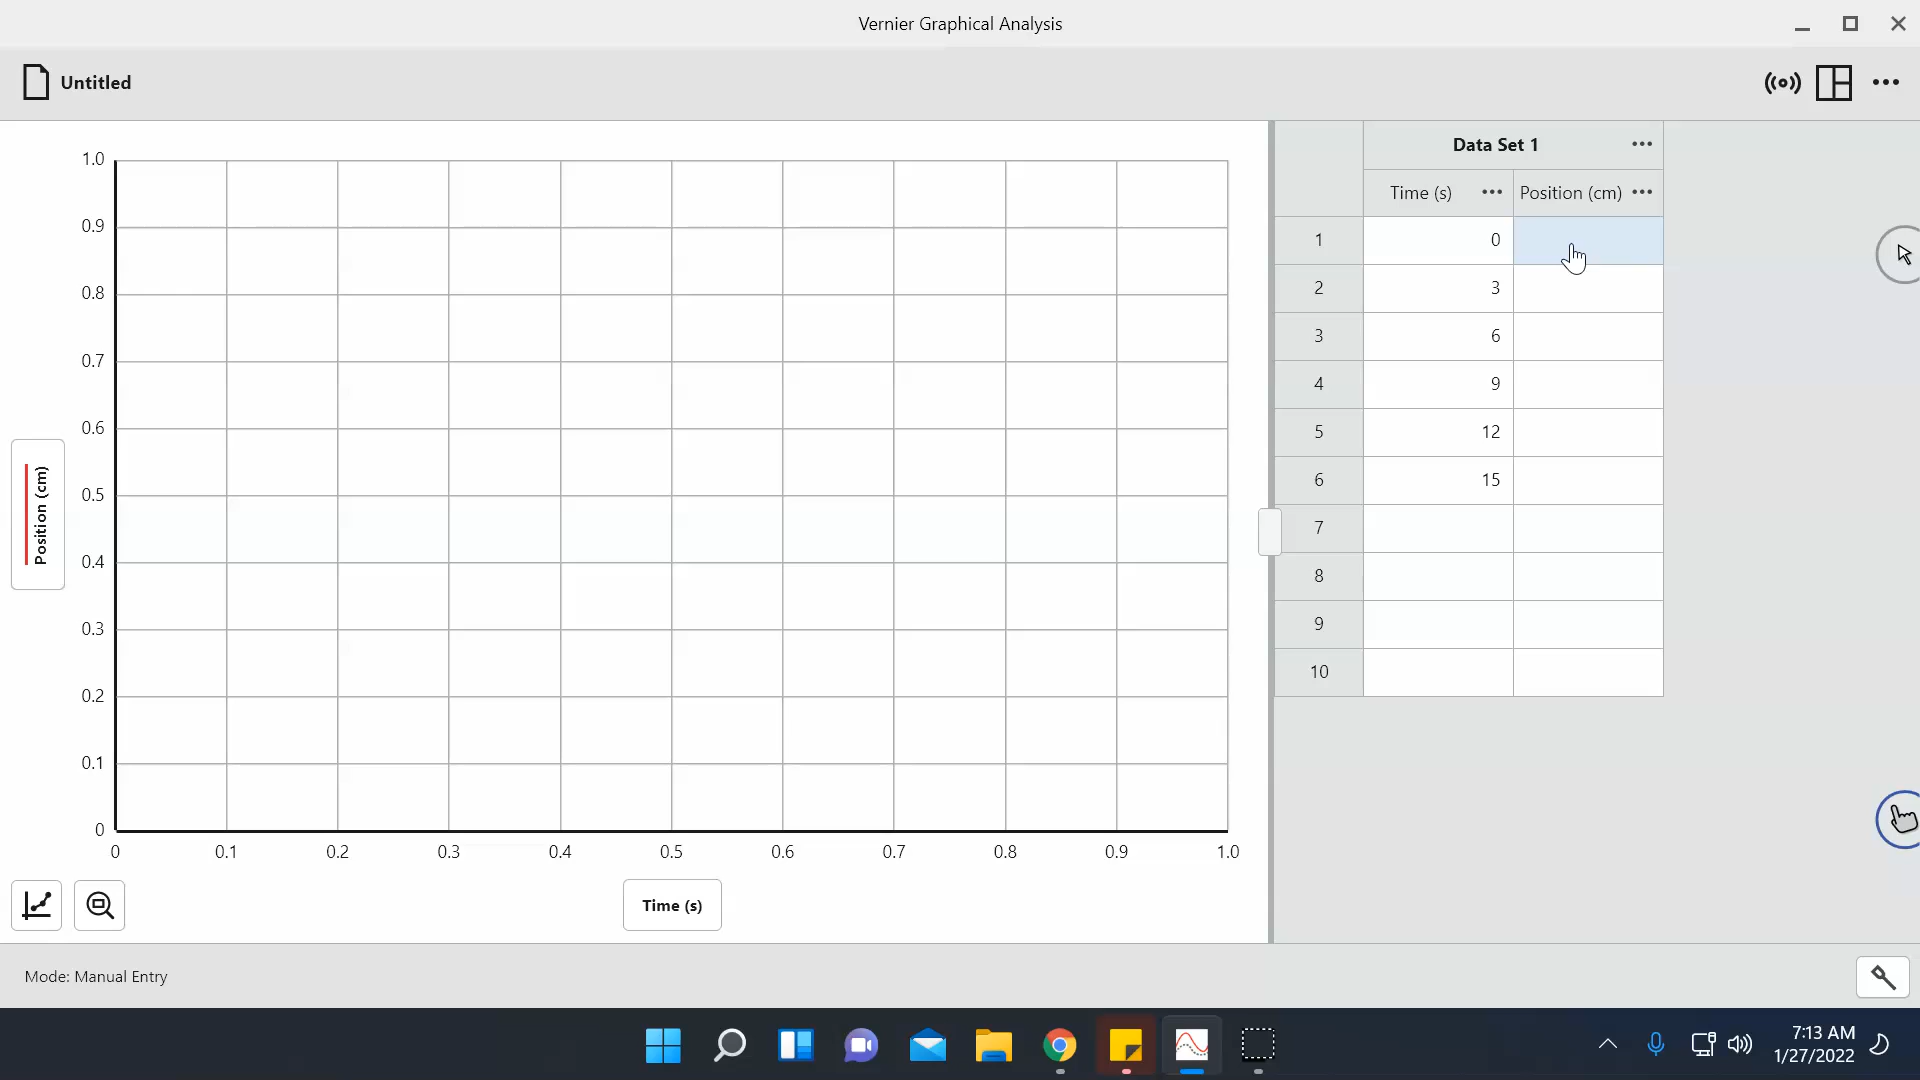 Vernier Graphical Analysis
Untitled
1.0
0.9
0.8
0.7
0.6
0.5
0.4
0.3
0.2
0.1
0
Position (cm)
0 0.1 0.2 0.3 0.4 0.5 0.6 0.7 0.8 0.9 1.0
Time (s)
Data Set 1
Time (s) Position (cm)
1 0
2 3
3 6
4 9
5 12
6 15
7
8
9
10
Mode: Manual Entry
7:13 AM
1/27/2022